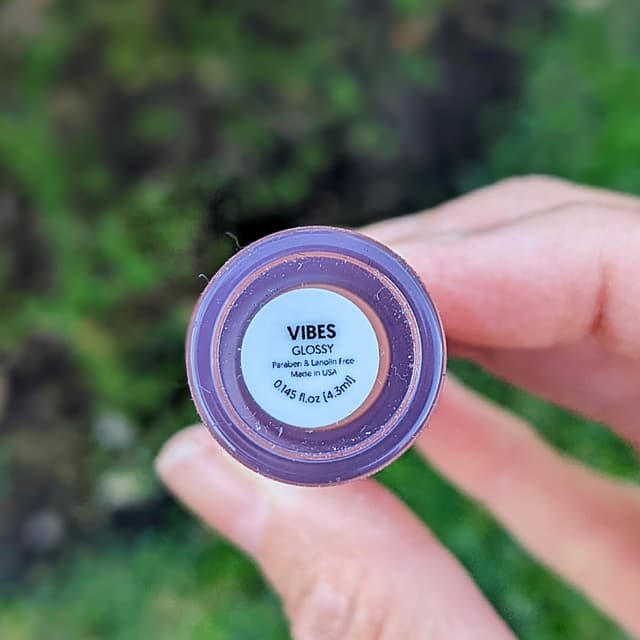 VIBES
GLOSSY
Paraben & Lanolin Free
Made in USA
0.145 fl.oz [4.3ml]